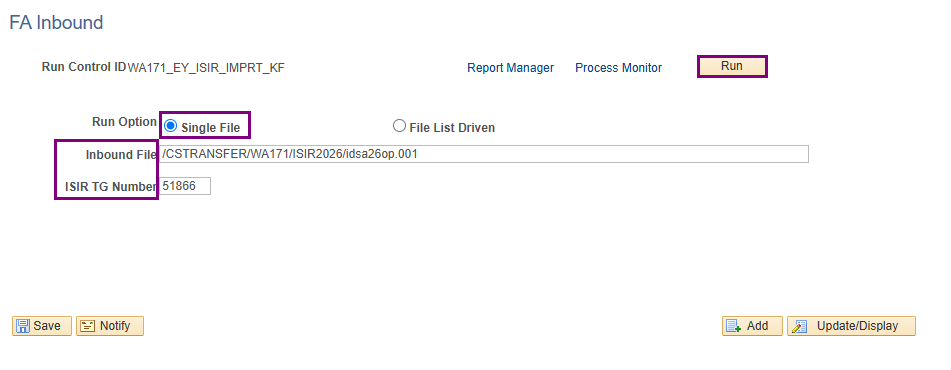 FA Inbound
Run Control ID WA171_EY_ISIR_IMPRT_KF Report Manager Process Monitor Run
Run Option Single File File List Driven
Inbound File /CSTRANSFER/WA171/ISIR2026/idsa26op.001
ISIR TG Number 51866
Save Notify Add Update/Display